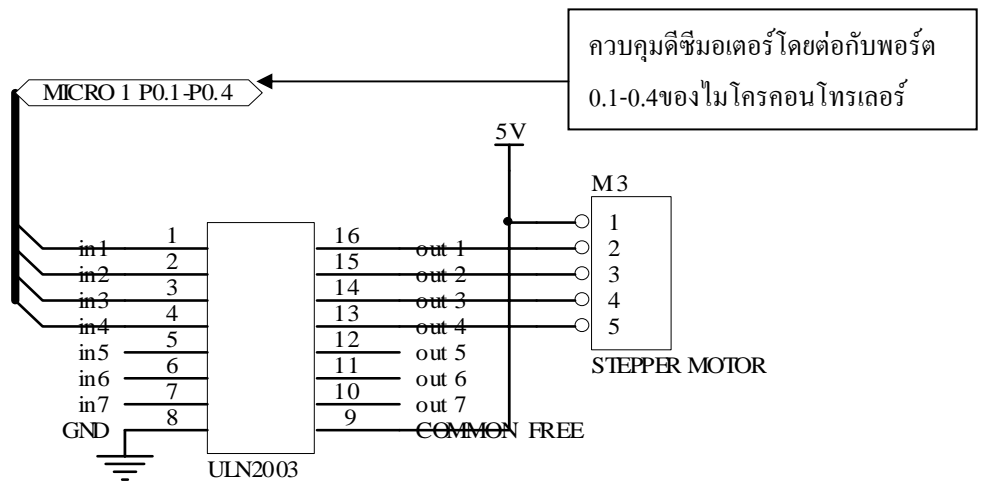 ควบคุมดีซีมอเตอร์โดยต่อกับพอร์ต
0.1-0.4ของไมโครคอนโทรเลอร์
MICRO 1 P0.1-P0.4
5V
M3
1
in1 1 16 out 1 2
in2 2 15 out 2 3
in3 3 14 out 3 4
in4 4 13 out 4 5
in5 5 12 out 5
STEPPER MOTOR
in6 6 11 out 6
in7 7 10 out 7
GND 8 9 COMMON FREE
ULN2003